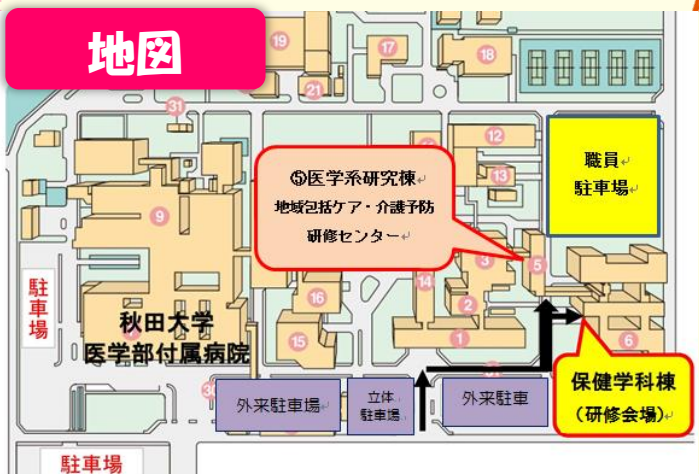 地図
19
17
18
21
31
12
職員
駐車場
⑤医学系研究棟
地域包括ケア・介護予防
研修センター
13
9
3
5
駐車場
16
14
2
秋田大学
医学部付属病院
15
1
6
外来駐車場
立体
駐車場
外来駐車
保健学科棟
(研修会場)
駐車場